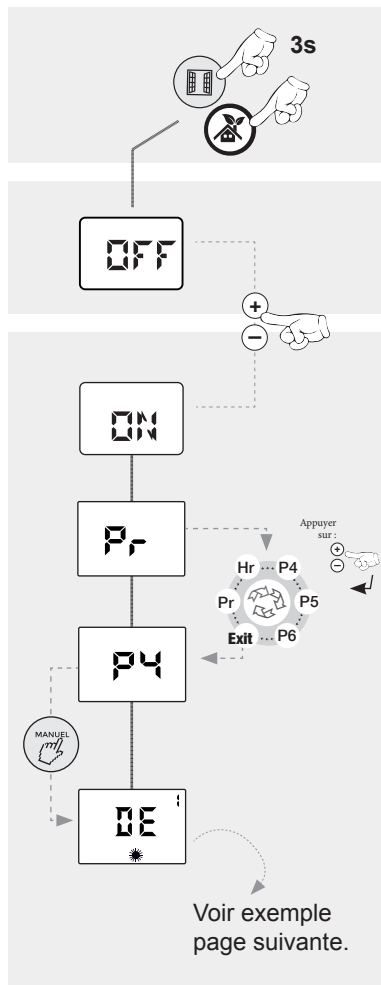 3s
OFF
+
−
ON
Pr
Appuyer
sur :
+
−
Hr ... P4
Pr
P5
Exit ... P6
P4
MANUEL
1
DE
Voir exemple
page suivante.